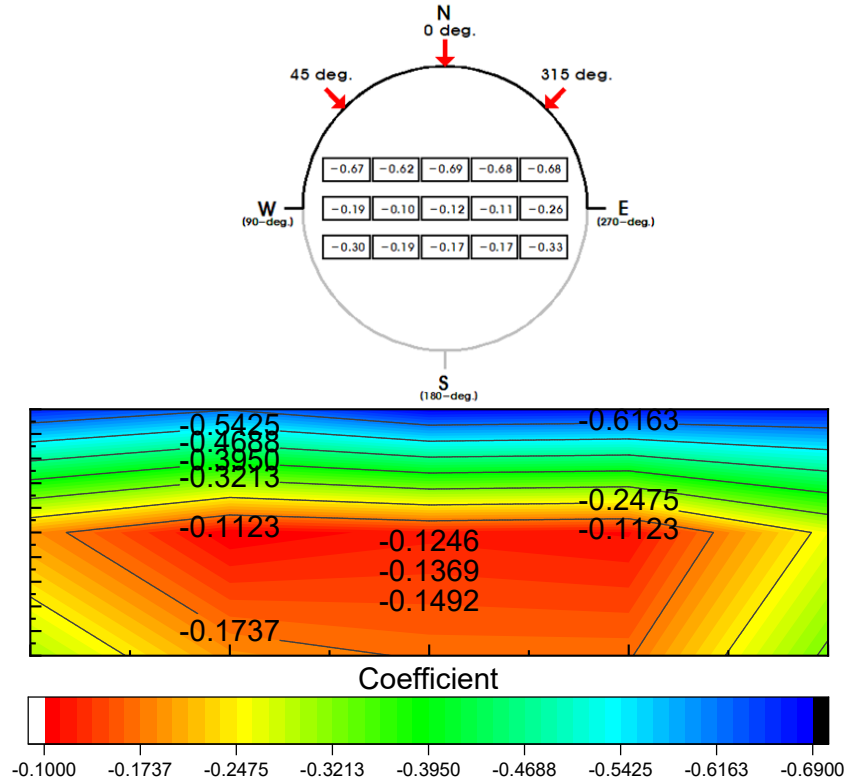 N
0 deg.
45 deg.
315 deg.
−0.67 −0.62 −0.69 −0.68 −0.68
W
(90−deg.)
−0.19 −0.10 −0.12 −0.11 −0.26
E
(270−deg.)
−0.30 −0.19 −0.17 −0.17 −0.33
S
(180−deg.)
-0.6163
-0.5425
-0.4688
-0.3950
-0.3213
-0.2475
-0.1123
-0.1123
-0.1246
-0.1369
-0.1492
-0.1737
Coefficient
-0.1000 -0.1737 -0.2475 -0.3213 -0.3950 -0.4688 -0.5425 -0.6163 -0.6900